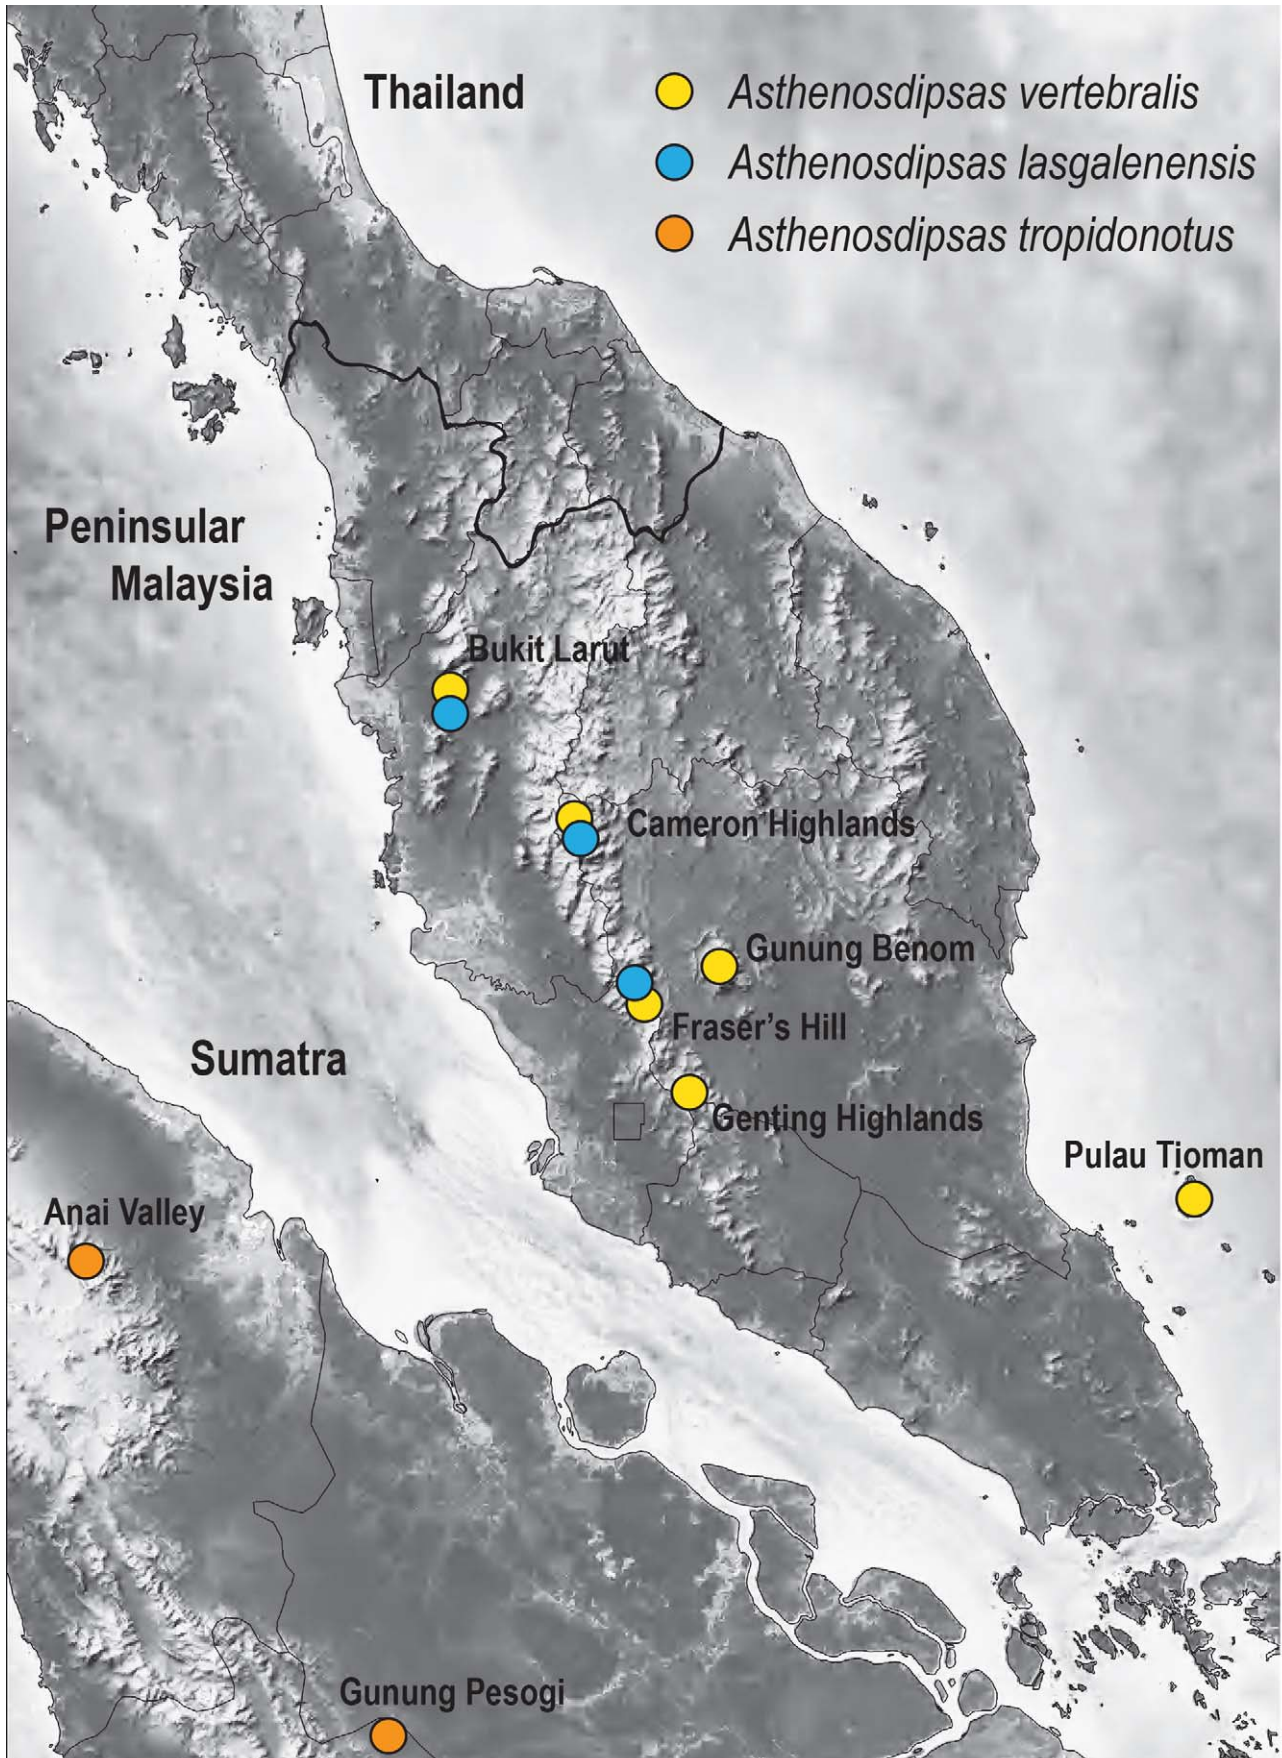 Thailand
Asthenosdipsas vertebralis
Asthenosdipsas lasgalenensis
Asthenosdipsas tropidonotus
Peninsular
Malaysia
Bukit Larut
Cameron Highlands
Gunung Benom
Fraser’s Hill
Sumatra
Genting Highlands
Pulau Tioman
Anai Valley
Gunung Pesogi